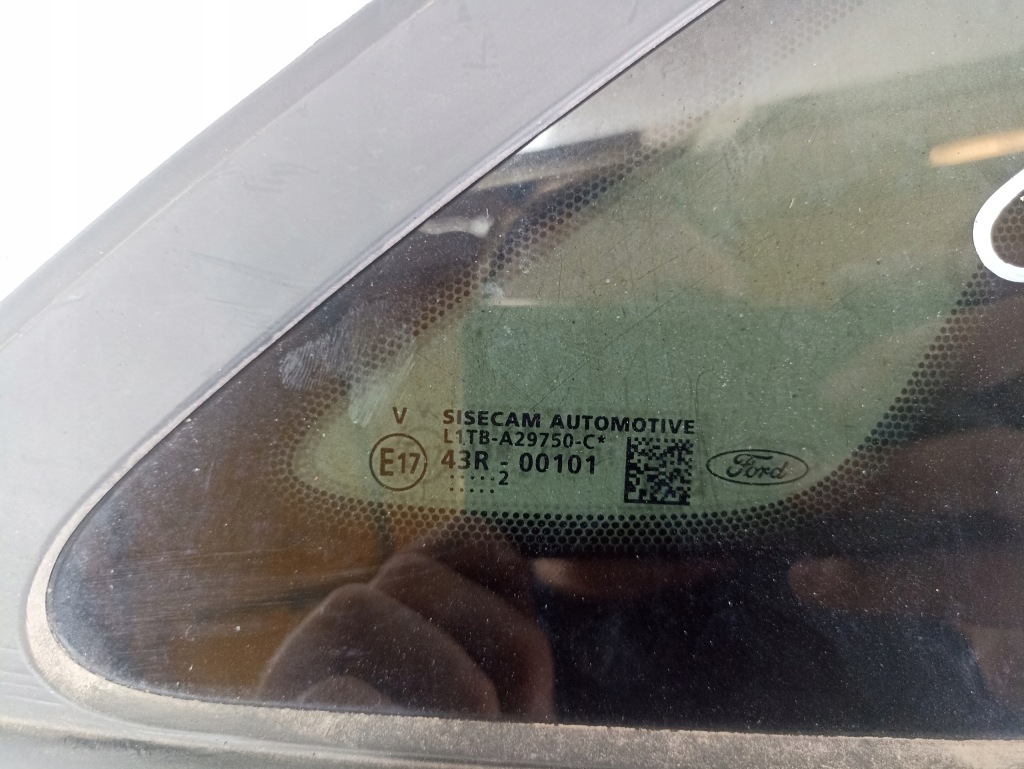 V SISECAM AUTOMOTIVE
L1TB-A29750-C*
E17 43R - 00101
..... 2
.....
Ford